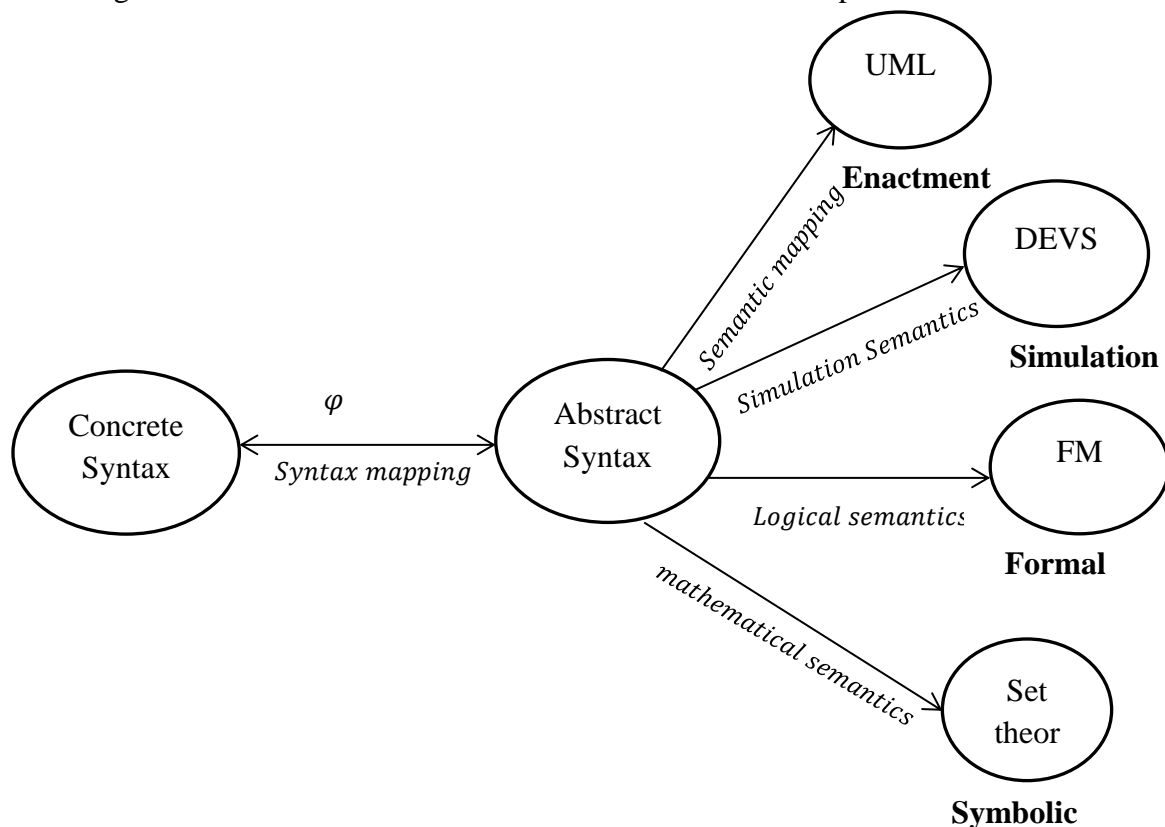 UML
Enactment
Semantic mapping
DEVS
Simulation Semantics
Simulation
φ
Concrete
Syntax
Syntax mapping
Abstract
Syntax
FM
Logical semantics
Formal
mathematical semantics
Set
theor
Symbolic